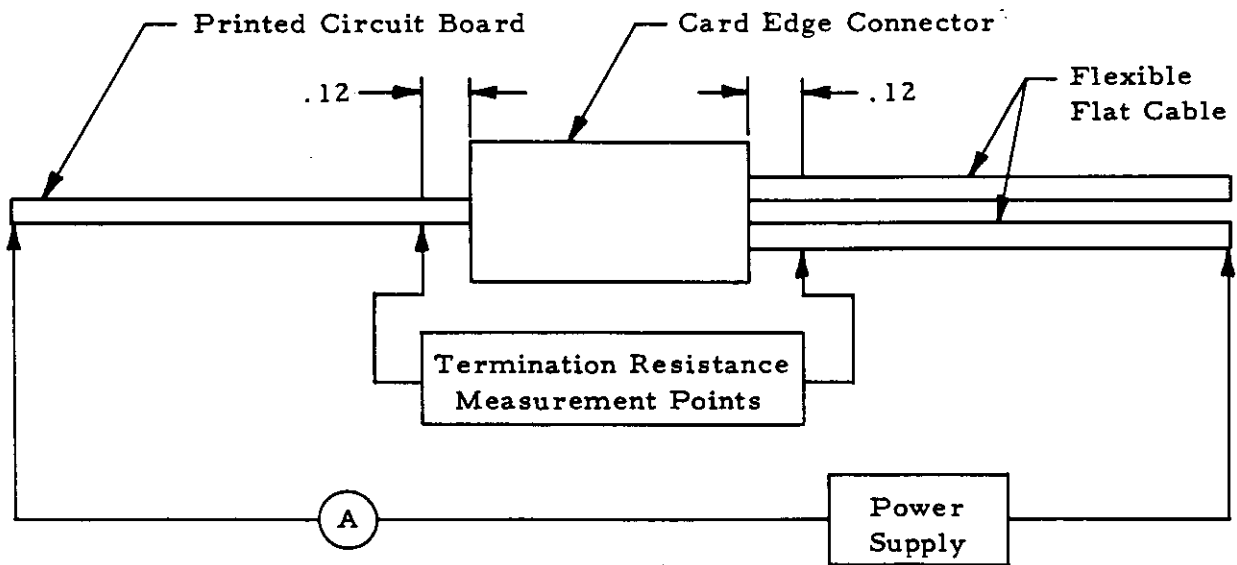 Printed Circuit Board
Card Edge Connector
.12
.12
Flexible
Flat Cable
Termination Resistance
Measurement Points
A
Power
Supply